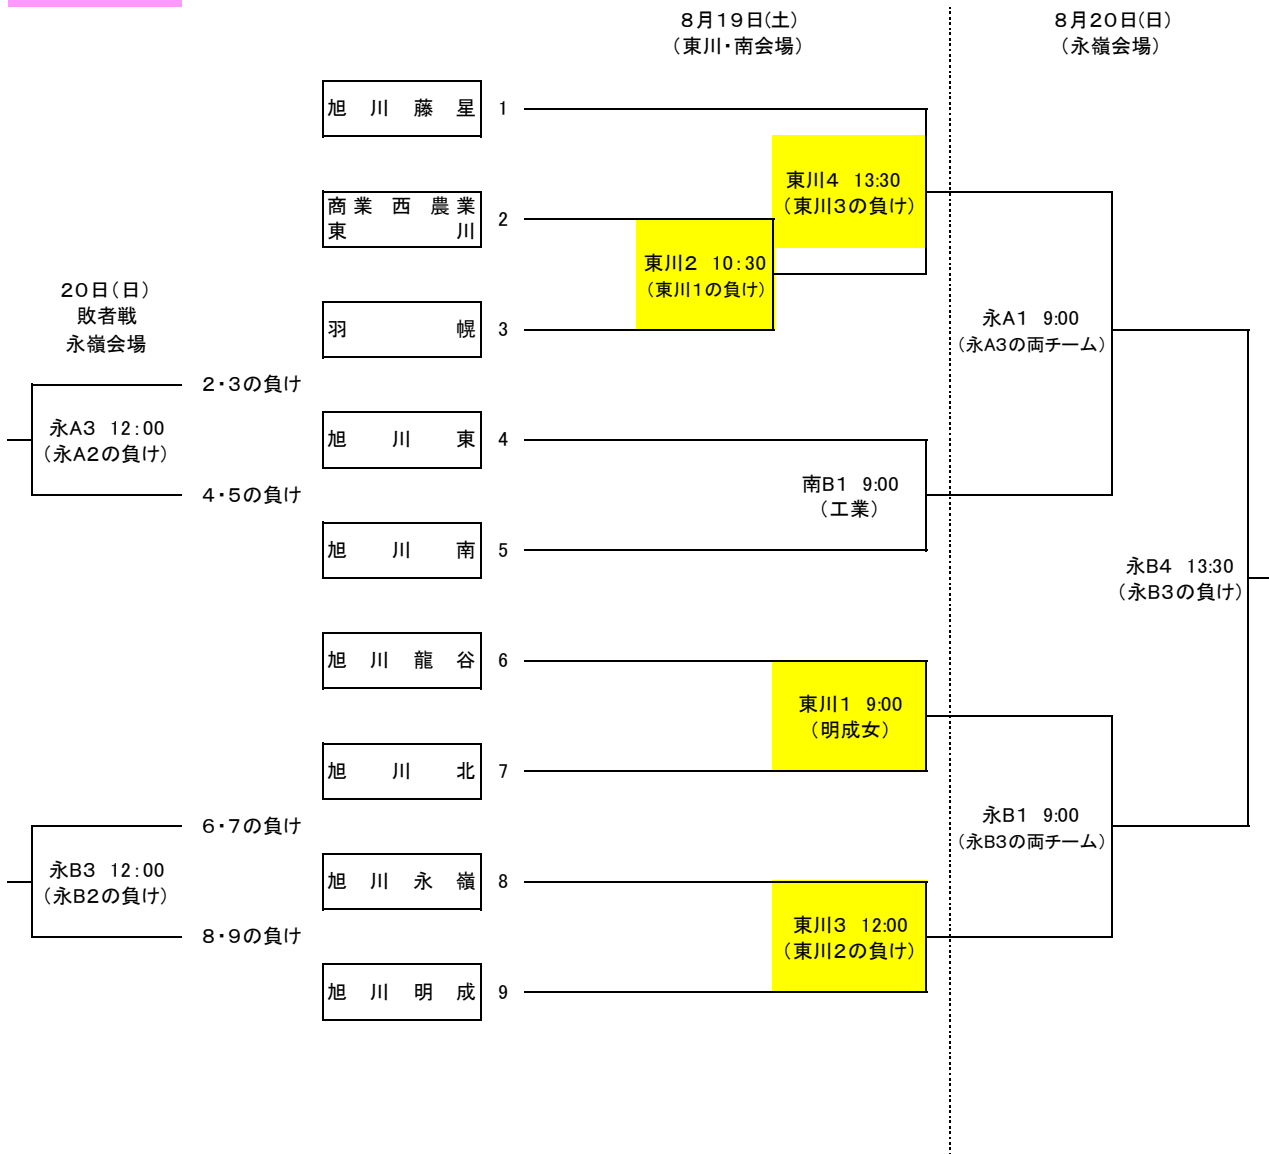 8月19日(土)
(東川・南会場)
8月20日(日)
(永嶺会場)
旭川藤星 1
東川4 13:30
(東川3の負け)
商業西農業
東川 2
東川2 10:30
(東川1の負け)
20日(日)
敗者戦
永嶺会場
羽幌 3
永A1 9:00
(永A3の両チーム)
2・3の負け
永A3 12:00
(永A2の負け)
旭川東 4
4・5の負け
南B1 9:00
(工業)
旭川南 5
永B4 13:30
(永B3の負け)
旭川龍谷 6
東川1 9:00
(明成女)
旭川北 7
6・7の負け
永B1 9:00
(永B3の両チーム)
永B3 12:00
(永B2の負け)
旭川永嶺 8
8・9の負け
東川3 12:00
(東川2の負け)
旭川明成 9